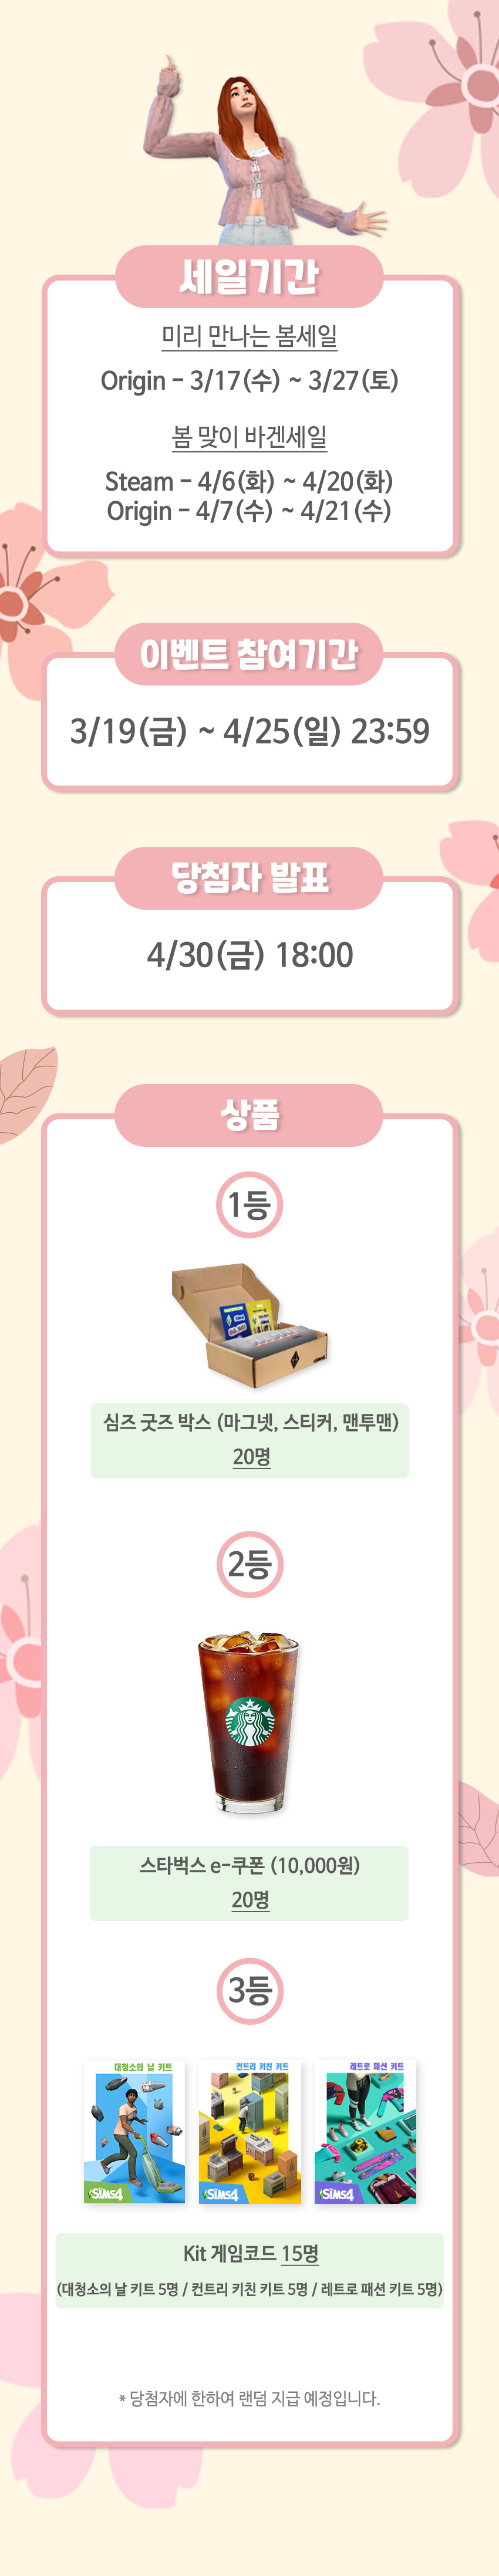 세일기간
미리 만나는 봄세일
Origin - 3/17(수) ~ 3/27(토)
봄 맞이 바겐세일
Steam - 4/6(화) ~ 4/20(화)
Origin - 4/7(수) ~ 4/21(수)
이벤트 참여기간
3/19(금) ~ 4/25(일) 23:59
당첨자 발표
4/30(금) 18:00
상품
1등
심즈 굿즈 박스 (마그넷, 스티커, 맨투맨)
20명
2등
스타벅스 e-쿠폰 (10,000원)
20명
3등
대청소의 날 키트
컨트리 키친 키트
레트로 패션 키트
SIMS4
SIMS4
SIMS4
Kit 게임코드 15명
(대청소의 날 키트 5명 / 컨트리 키친 키트 5명 / 레트로 패션 키트 5명)
* 당첨자에 한하여 랜덤 지급 예정입니다.